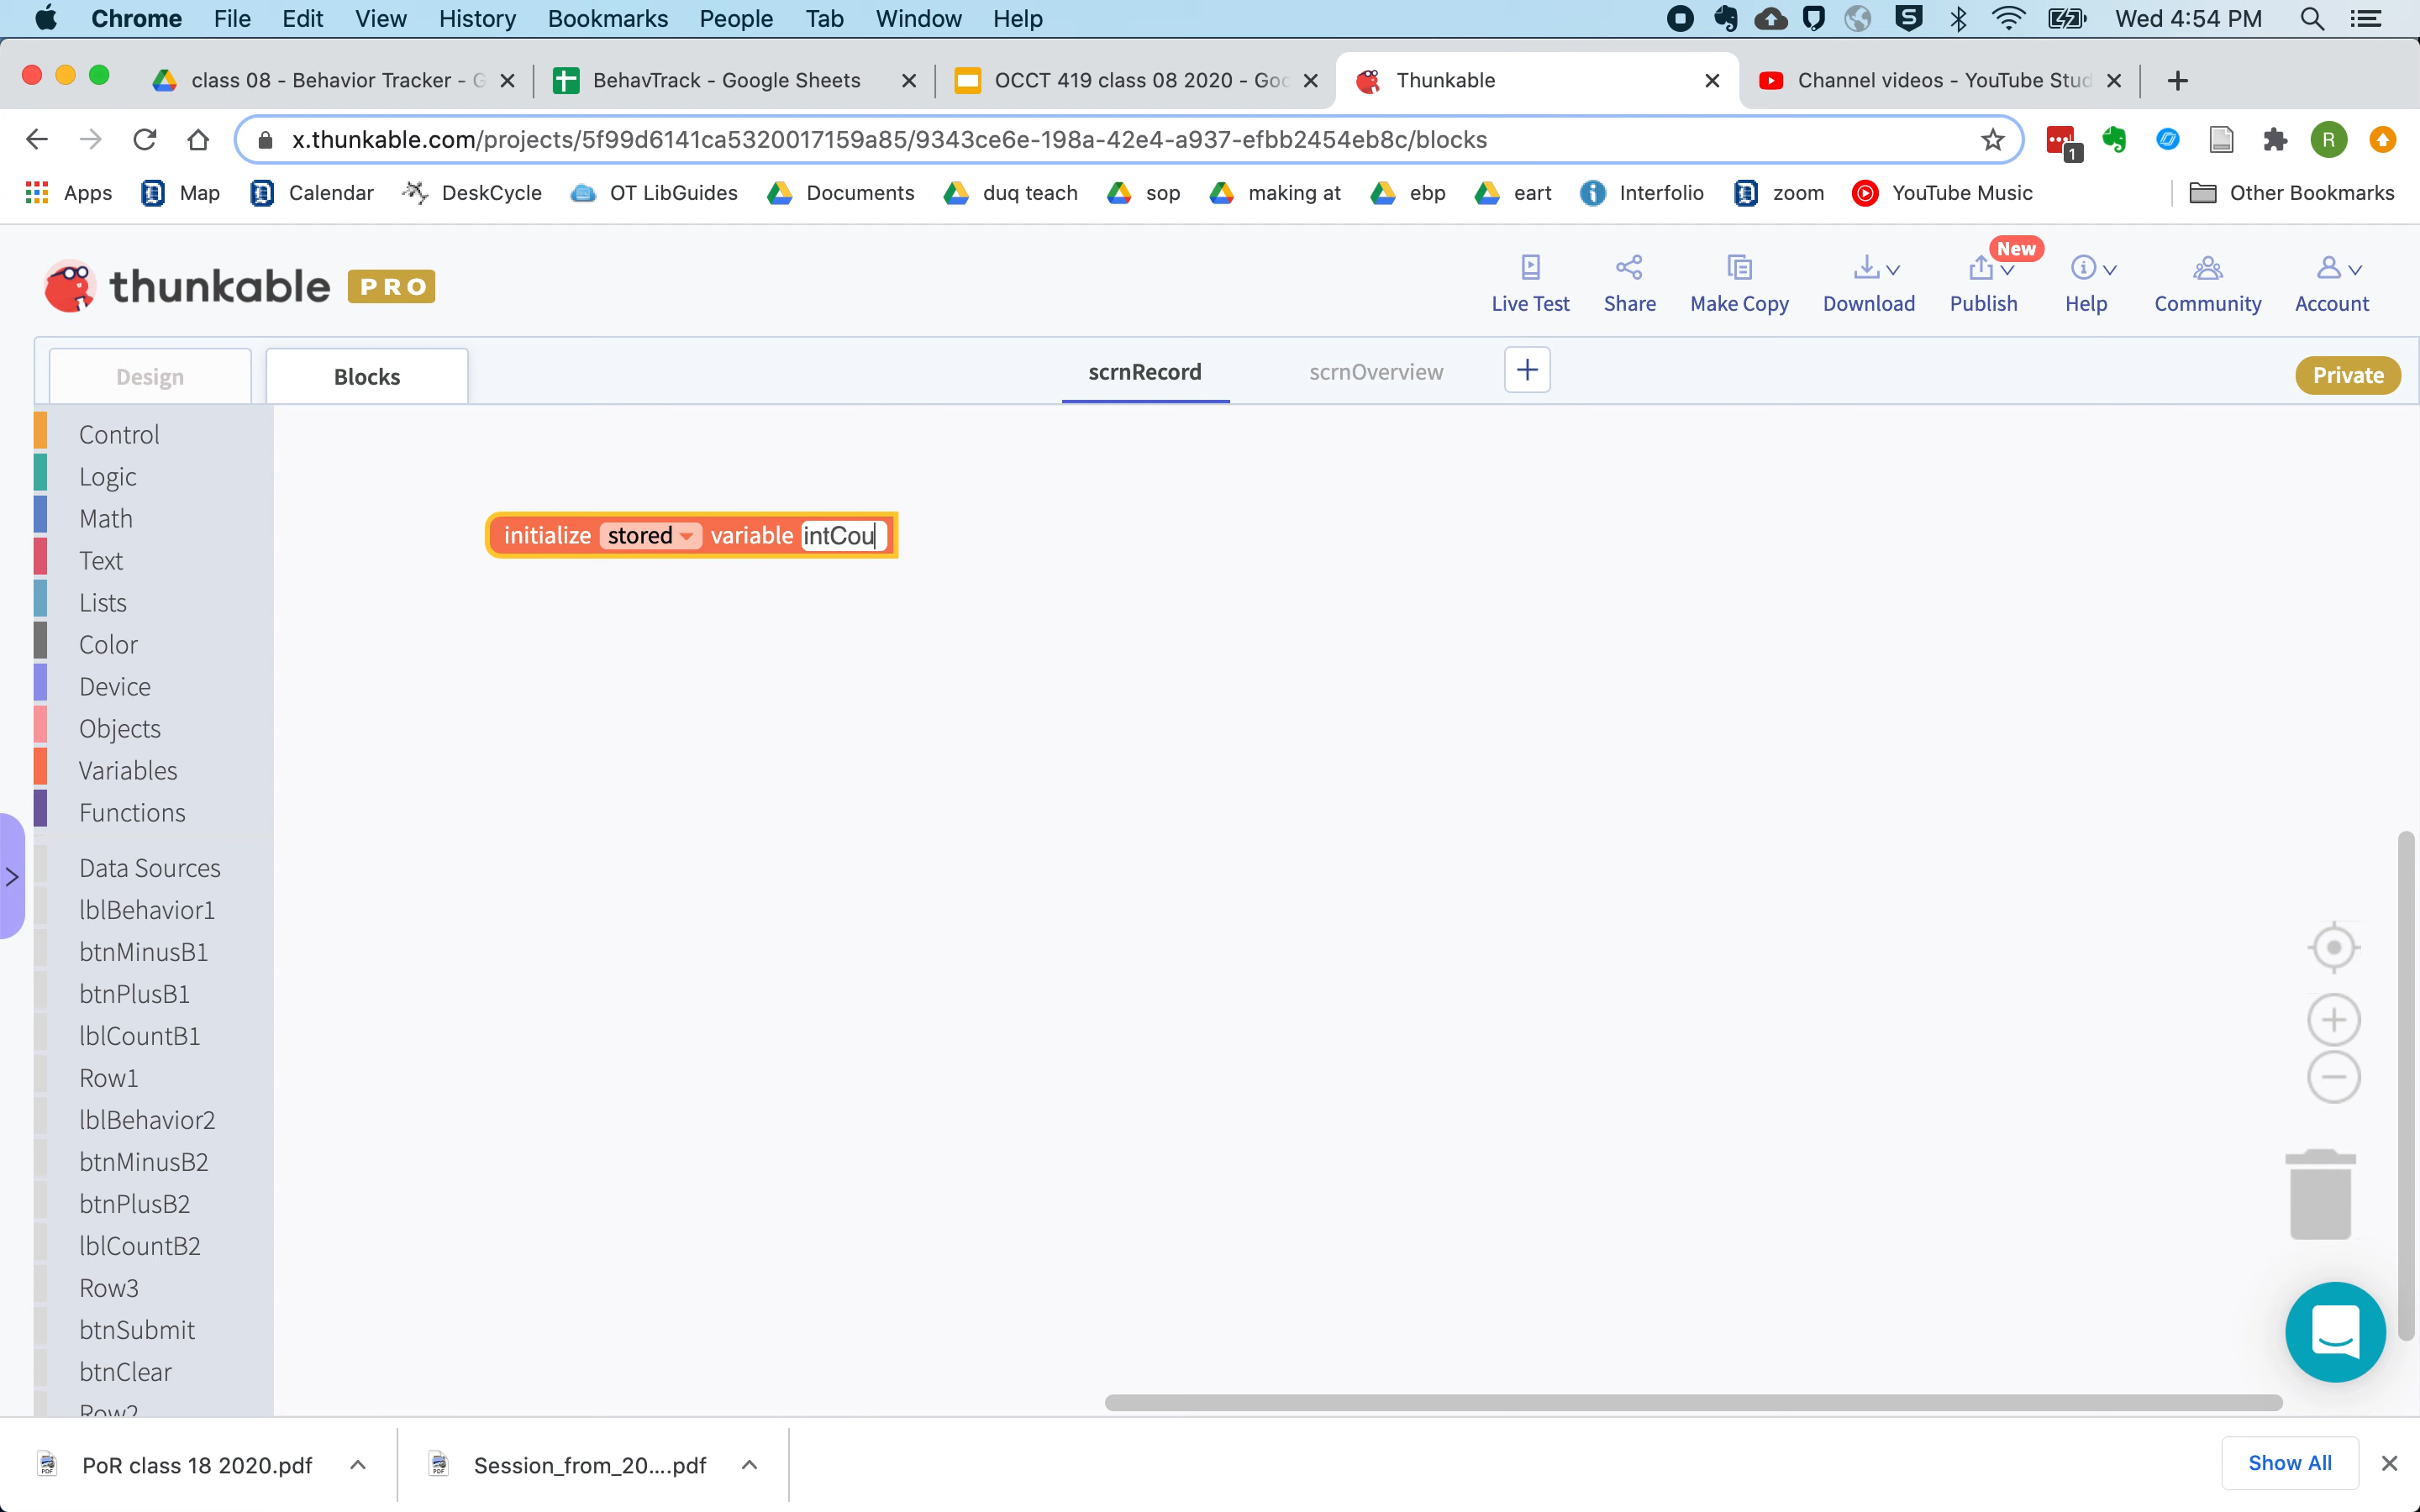 Chrome File Edit View History Bookmarks People Tab Window Help Wed 4:54 PM
class 08 - Behavior Tracker - G BehavTrack - Google Sheets OCCT 419 class 08 2020 - Goo Thunkable Channel videos - YouTube Stud
x.thunkable.com/projects/5f99d6141ca5320017159a85/9343ce6e-198a-42e4-a937-efbb2454eb8c/blocks 1 R
Apps Map Calendar DeskCycle OT LibGuides Documents duq teach sop making at ebp eart Interfolio zoom YouTube Music Other Bookmarks
thunkable PRO
New
Live Test Share Make Copy Download Publish Help Community Account
Design Blocks scrnRecord scrnOverview + Private
Control
Logic
Math
initialize stored variable intCou
Text
Lists
Color
Device
Objects
Variables
Functions
Data Sources
lblBehavior1
btnMinusB1
btnPlusB1
lblCountB1
Row1
lblBehavior2
btnMinusB2
btnPlusB2
lblCountB2
Row3
btnSubmit
btnClear
Row2
PoR class 18 2020.pdf Session_from_20....pdf Show All